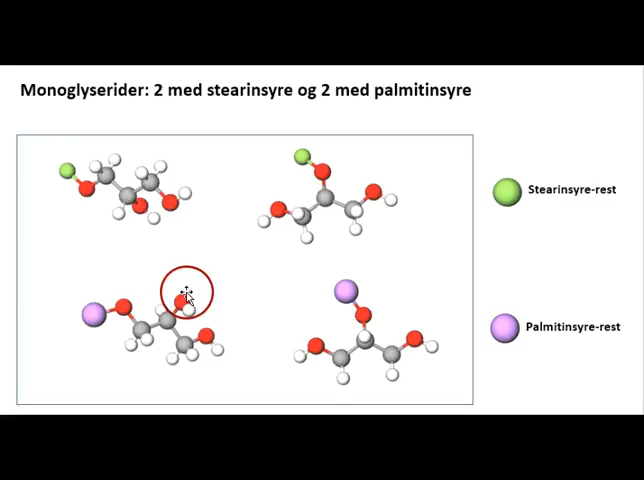 Monoglyserider: 2 med stearinsyre og 2 med palmitinsyre
Stearinsyre-rest
Palmitinsyre-rest